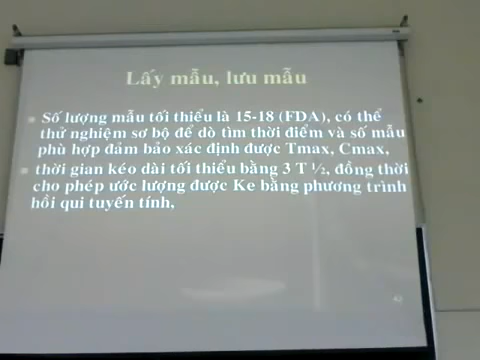 Lấy mẫu, lưu mẫu
Số lượng mẫu tối thiểu là 15-18 (FDA), có thể
thử nghiệm sơ bộ để dò tìm thời điểm và số mẫu
phù hợp đảm bảo xác định được Tmax, Cmax,
thời gian kéo dài tối thiểu bằng 3 T ½, đồng thời
cho phép ước lượng được Ke bằng phương trình
hồi qui tuyến tính,